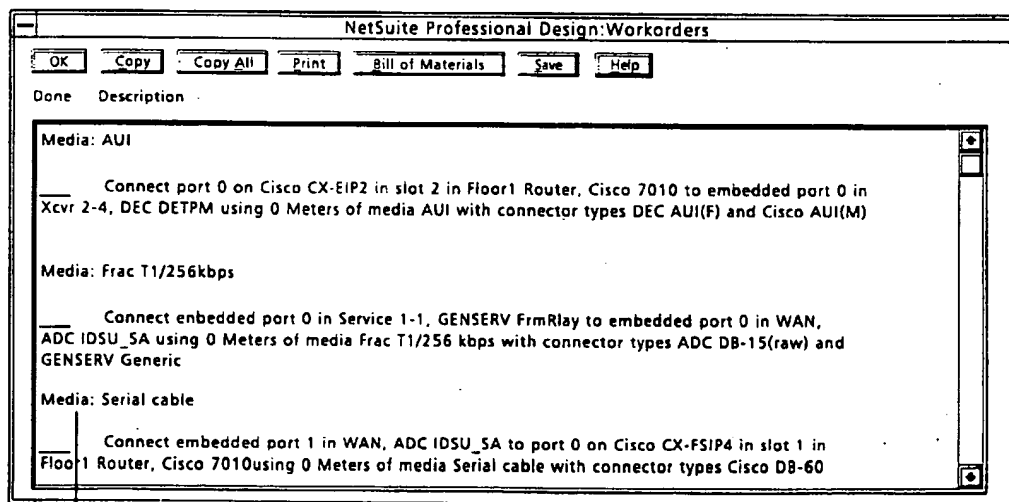 NetSuite Professional Design:Workorders
OK Copy Copy All Print Bill of Materials Save Help
Done Description
Media: AUI
Connect port 0 on Cisco CX-EIP2 in slot 2 in Floor1 Router, Cisco 7010 to embedded port 0 in
Xcvr 2-4, DEC DETPM using 0 Meters of media AUI with connector types DEC AUI(F) and Cisco AUI(M)
Media: Frac T1/256kbps
Connect enbedded port 0 in Service 1-1, GENSERV FrmRlay to embedded port 0 in WAN,
ADC IDSU_SA using 0 Meters of media Frac T1/256 kbps with connector types ADC DB-15(raw) and
GENSERV Generic
Media: Serial cable
Connect embedded port 1 in WAN, ADC IDSU_SA to port 0 on Cisco CX-FSIP4 in slot 1 in
Floor1 Router, Cisco 7010using 0 Meters of media Serial cable with connector types Cisco DB-60